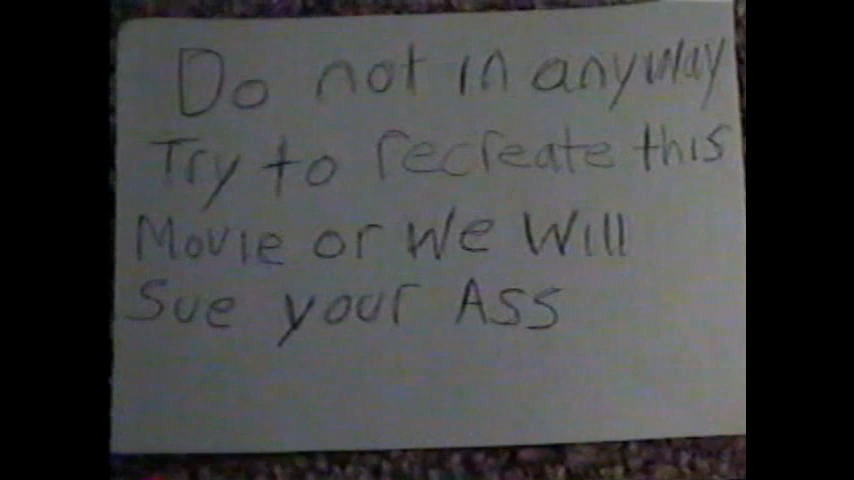 Do not in anyway
Try to recreate this
Movie or We Will
Sue your Ass